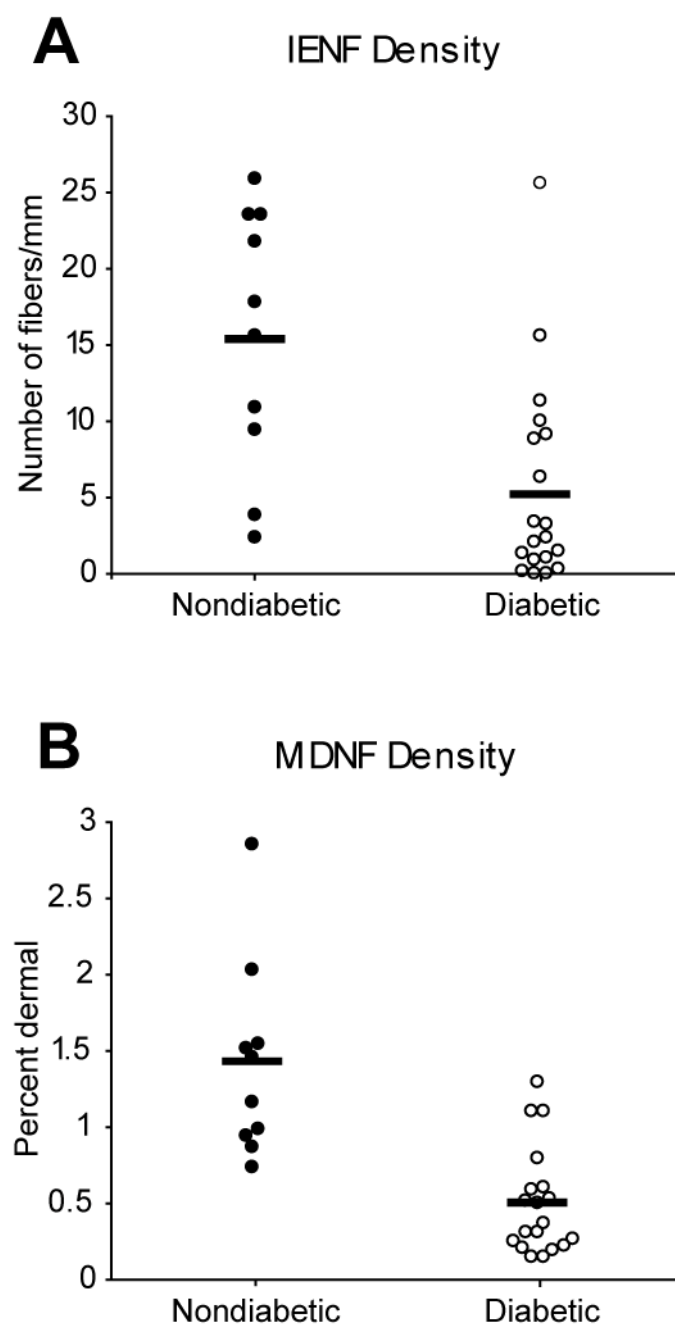 A
IENF Density
Number of fibers/mm
30
25
20
15
10
5
0
Nondiabetic
Diabetic
B
MDNF Density
Percent dermal
3
2.5
2
1.5
1
0.5
0
Nondiabetic
Diabetic